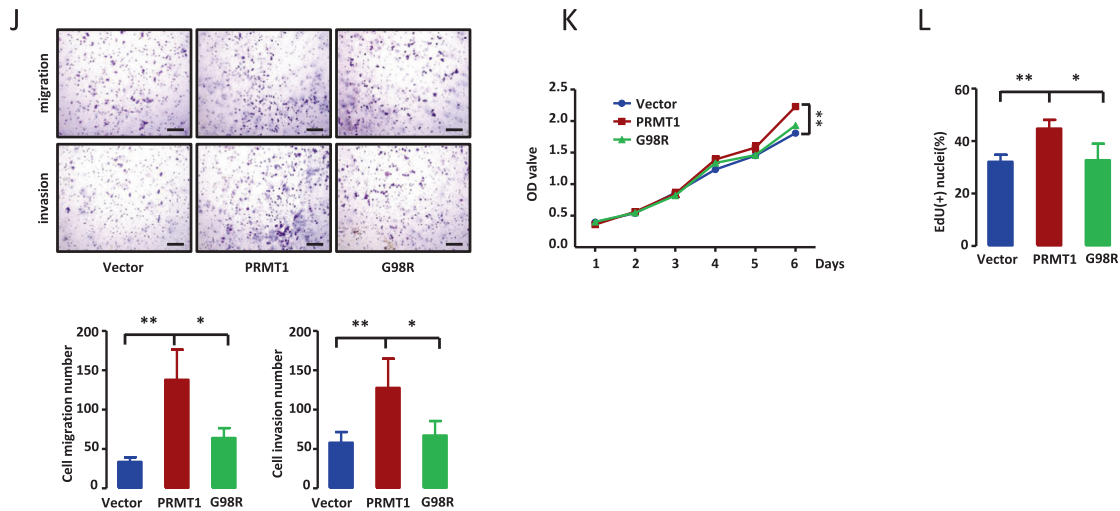 J
migration
invasion
Vector PRMT1 G98R
Cell migration number
200
150
100
50
0
** *
Vector PRMT1 G98R
Cell invasion number
200
150
100
50
0
** *
Vector PRMT1 G98R
K
OD valve
2.5
2.0
1.5
1.0
0.5
0.0
Vector
PRMT1
G98R
**
1 2 3 4 5 6 Days
L
EdU(+) nuclei(%)
60
40
20
0
** *
Vector PRMT1 G98R